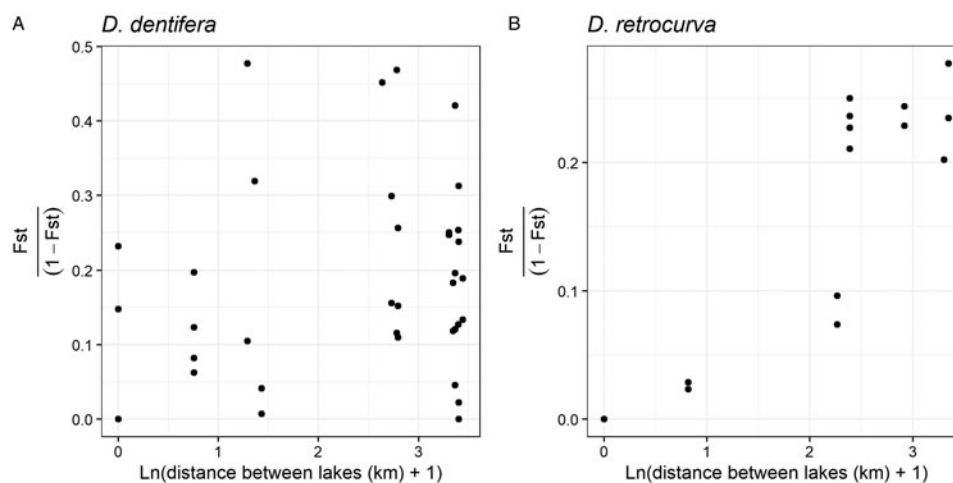 A
D. dentifera
0.5
0.4
0.3
0.2
0.1
0.0
Fst
(1 − Fst)
0 1 2 3
Ln(distance between lakes (km) + 1)
B
D. retrocurva
0.2
0.1
0.0
Fst
(1 − Fst)
0 1 2 3
Ln(distance between lakes (km) + 1)